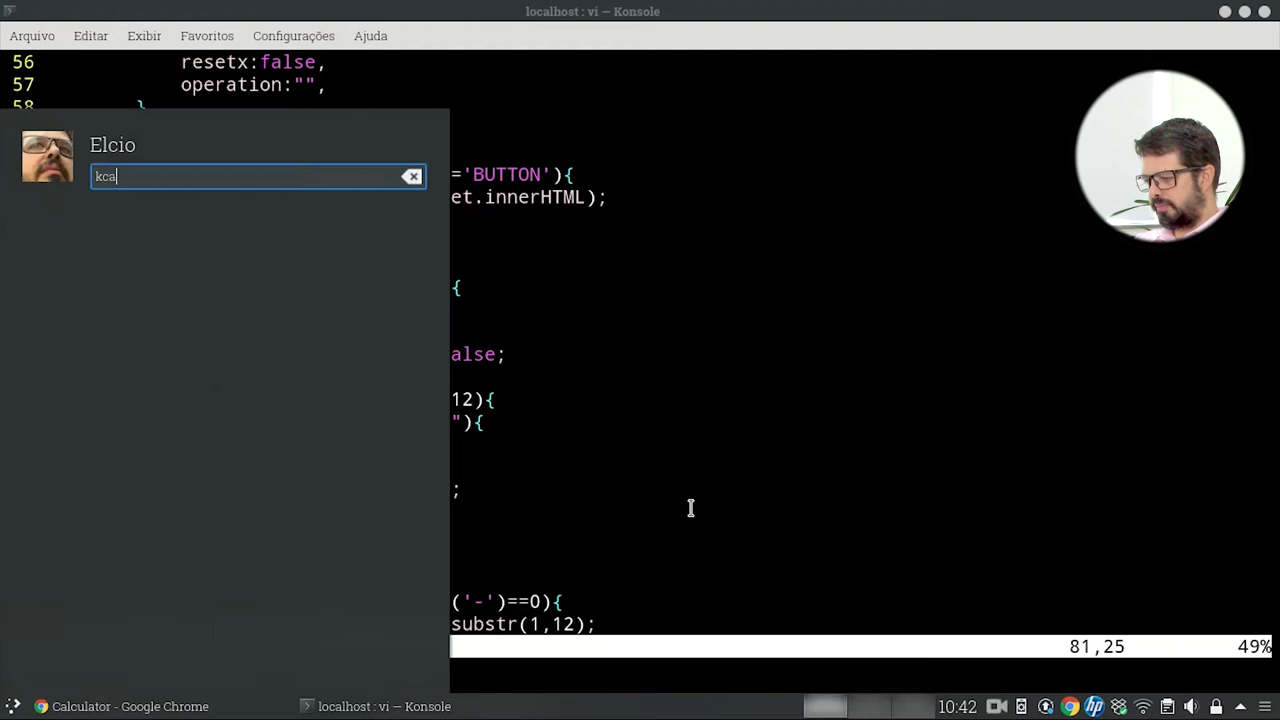 localhost : vi — Konsole
Arquivo Editar Exibir Favoritos Configurações Ajuda
56 resetx:false,
57 operation:"",
58 }
Elcio
kca
='BUTTON'){
et.innerHTML);
{
alse;
12){
"){
;
('-')==0){
substr(1,12);
81,25 49%
Calculator - Google Chrome localhost : vi — Konsole 10:42